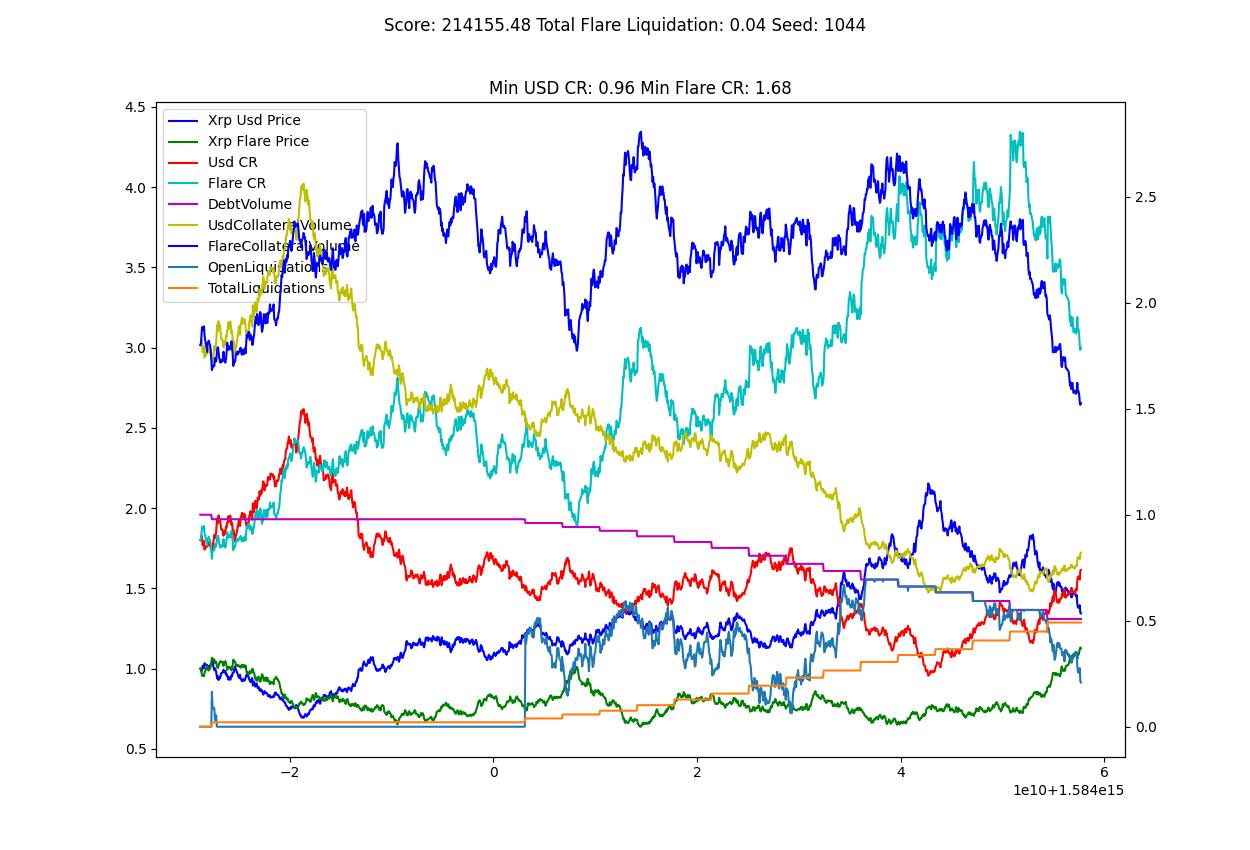 Score: 214155.48 Total Flare Liquidation: 0.04 Seed: 1044
Min USD CR: 0.96 Min Flare CR: 1.68
4.5
4.0
3.5
3.0
2.5
2.0
1.5
1.0
0.5
Xrp Usd Price
Xrp Flare Price
Usd CR
Flare CR
DebtVolume
UsdCollateralVolume
FlareCollateralVolume
OpenLiquidations
TotalLiquidations
2.5
2.0
1.5
1.0
0.5
0.0
−2
0
2
4
6
1e10+1.584e15